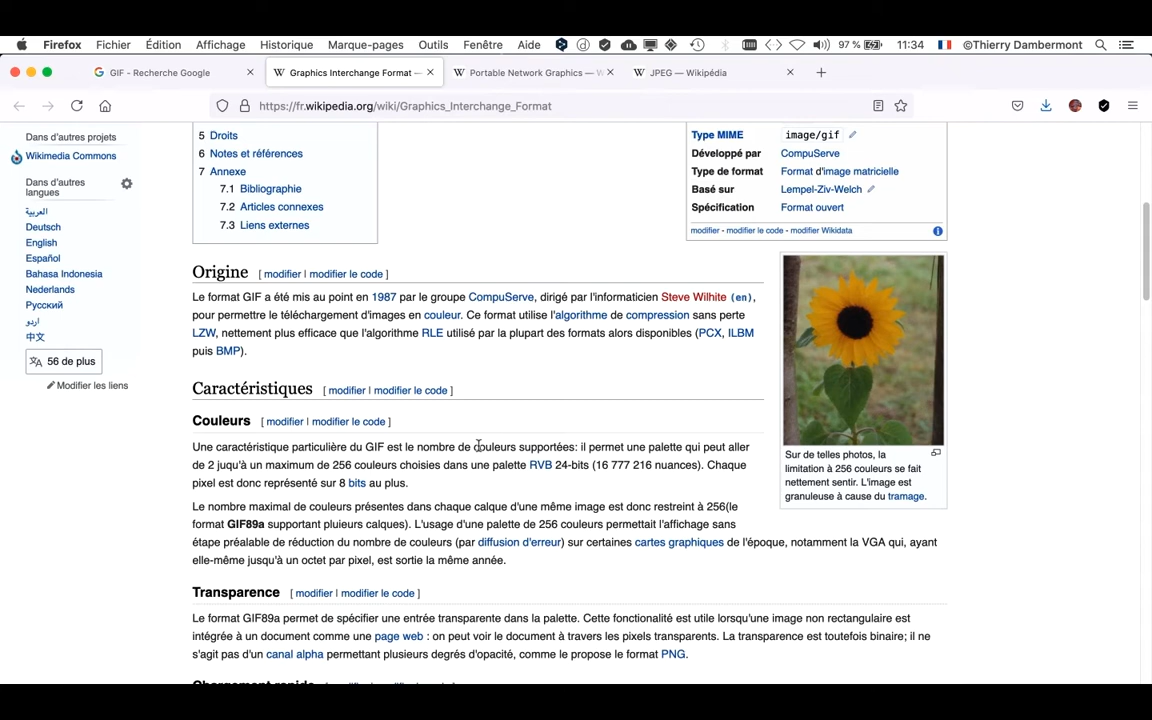 Firefox Fichier Édition Affichage Historique Marque-pages Outils Fenêtre Aide 97 % 11:34 ©Thierry Dambermont
GIF - Recherche Google Graphics Interchange Format — Portable Network Graphics — W JPEG — Wikipédia
https://fr.wikipedia.org/wiki/Graphics_Interchange_Format
Dans d'autres projets
Wikimedia Commons
Dans d'autres
langues
العربية
Deutsch
English
Español
Bahasa Indonesia
Nederlands
Русский
اردو
中文
56 de plus
Modifier les liens
5 Droits
6 Notes et références
7 Annexe
7.1 Bibliographie
7.2 Articles connexes
7.3 Liens externes
Type MIME image/gif
Développé par CompuServe
Type de format Format d'image matricielle
Basé sur Lempel-Ziv-Welch
Spécification Format ouvert
modifier - modifier le code - modifier Wikidata
Origine [ modifier | modifier le code ]
Le format GIF a été mis au point en 1987 par le groupe CompuServe, dirigé par l'informaticien Steve Wilhite (en),
pour permettre le téléchargement d'images en couleur. Ce format utilise l'algorithme de compression sans perte
LZW, nettement plus efficace que l'algorithme RLE utilisé par la plupart des formats alors disponibles (PCX, ILBM
puis BMP).
Caractéristiques [ modifier | modifier le code ]
Couleurs [ modifier | modifier le code ]
Une caractéristique particulière du GIF est le nombre de couleurs supportées: il permet une palette qui peut aller
de 2 juqu'à un maximum de 256 couleurs choisies dans une palette RVB 24-bits (16 777 216 nuances). Chaque
pixel est donc représenté sur 8 bits au plus.
Le nombre maximal de couleurs présentes dans chaque calque d'une même image est donc restreint à 256(le
format GIF89a supportant pluieurs calques). L'usage d'une palette de 256 couleurs permettait l'affichage sans
étape préalable de réduction du nombre de couleurs (par diffusion d'erreur) sur certaines cartes graphiques de l'époque, notamment la VGA qui, ayant
elle-même jusqu'à un octet par pixel, est sortie la même année.
Sur de telles photos, la
limitation à 256 couleurs se fait
nettement sentir. L'image est
granuleuse à cause du tramage.
Transparence [ modifier | modifier le code ]
Le format GIF89a permet de spécifier une entrée transparente dans la palette. Cette fonctionalité est utile lorsqu'une image non rectangulaire est
intégrée à un document comme une page web : on peut voir le document à travers les pixels transparents. La transparence est toutefois binaire; il ne
s'agit pas d'un canal alpha permettant plusieurs degrés d'opacité, comme le propose le format PNG.